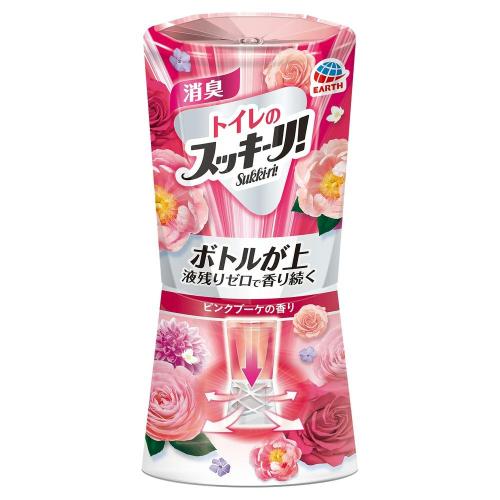 消臭
EARTH
トイレの
スッキーリ!
Sukki-ri!
ボトルが上
液残りゼロで香り続く
ピンクブーケの香り